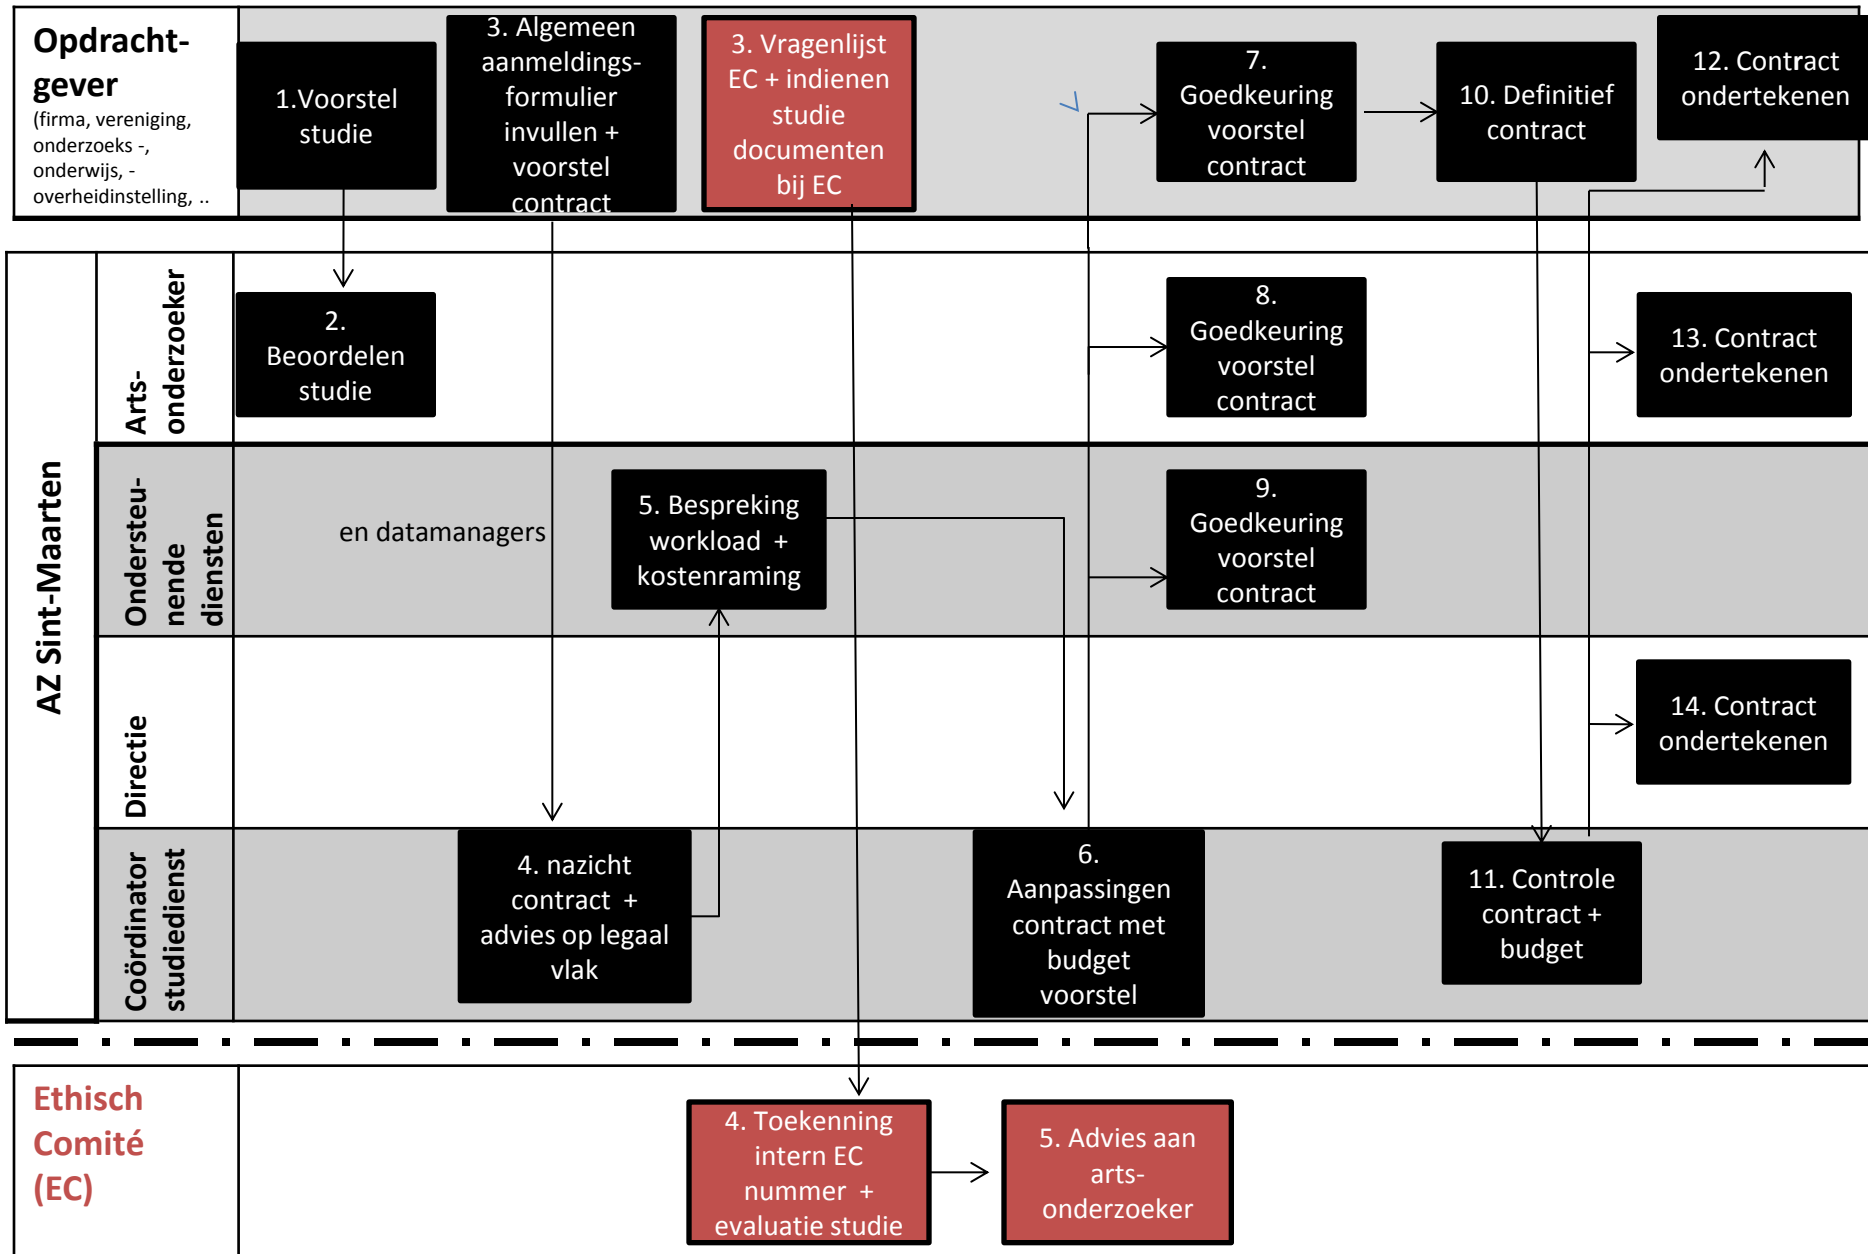 Opdracht-
gever
(firma, vereniging,
onderzoeks -,
onderwijs, -
overheidinstelling, ..
1.Voorstel
studie
3. Algemeen
aanmeldings-
formulier
invullen +
voorstel
contract
3. Vragenlijst
EC + indienen
studie
documenten
bij EC
7.
Goedkeuring
voorstel
contract
10. Definitief
contract
12. Contract
ondertekenen
AZ Sint-Maarten
Arts-
onderzoeker
2.
Beoordelen
studie
8.
Goedkeuring
voorstel
contract
13. Contract
ondertekenen
Ondersteu-
nende
diensten
en datamanagers
5. Bespreking
workload +
kostenraming
9.
Goedkeuring
voorstel
contract
Directie
14. Contract
ondertekenen
Coördinator
studiedienst
4. nazicht
contract +
advies op legaal
vlak
6.
Aanpassingen
contract met
budget
voorstel
11. Controle
contract +
budget
Ethisch
Comité
(EC)
4. Toekenning
intern EC
nummer +
evaluatie studie
5. Advies aan
arts-
onderzoeker